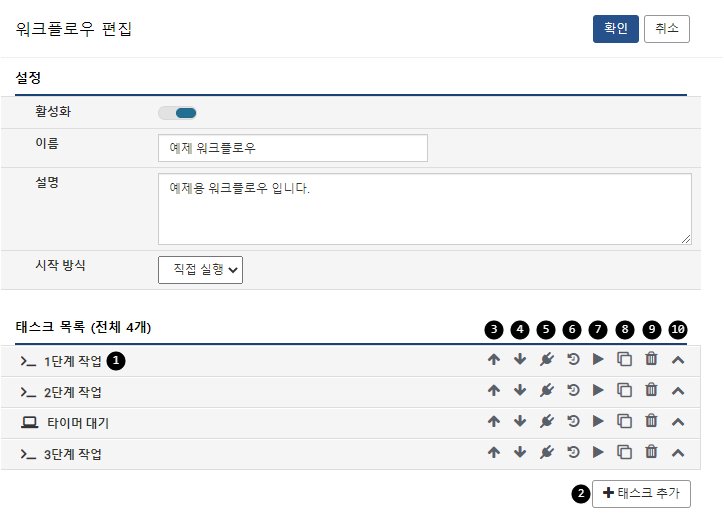 워크플로우 편집
확인
취소
설정
활성화
이름
예제 워크플로우
설명
예제용 워크플로우 입니다.
시작 방식
직접 실행
태스크 목록 (전체 4개)
3 4 5 6 7 8 9 10
1단계 작업 1
2단계 작업
타이머 대기
3단계 작업
2 태스크 추가